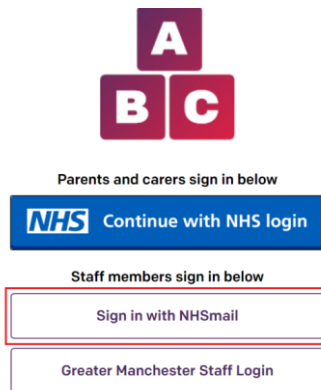 A
B C
Parents and carers sign in below
NHS Continue with NHS login
Staff members sign in below
Sign in with NHSmail
Greater Manchester Staff Login